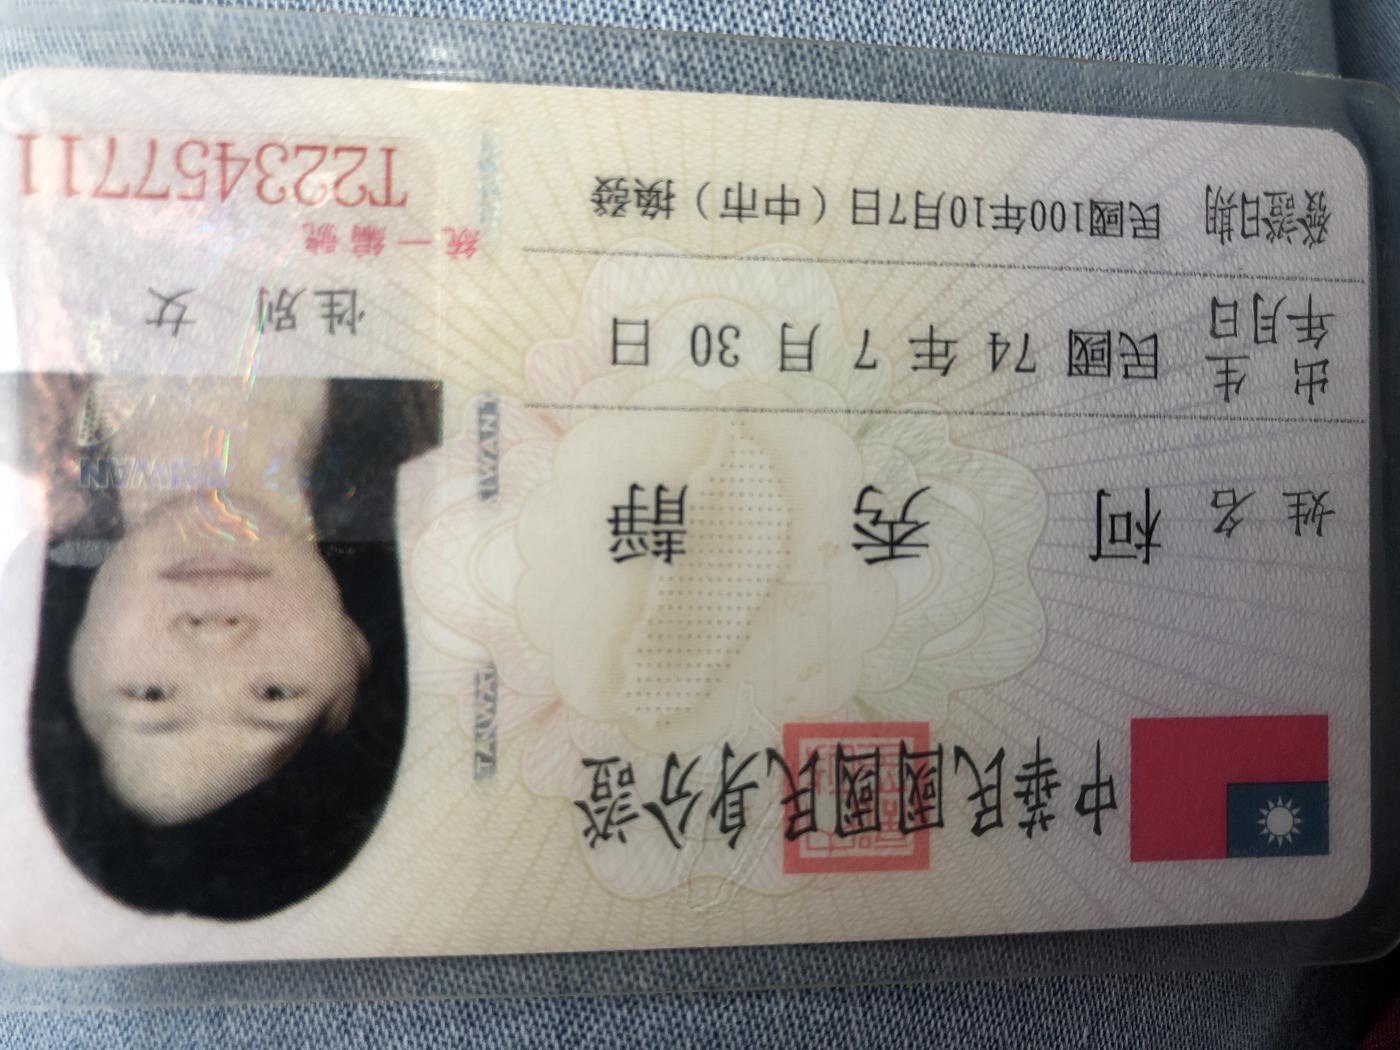 中華民國國民身分證
姓名 柯秀靜
出生年月日 民國 74 年 7 月 30 日
發證日期 民國100年10月7日（中市）換發
性別 女
統一編號
T223457711
TAIWAN